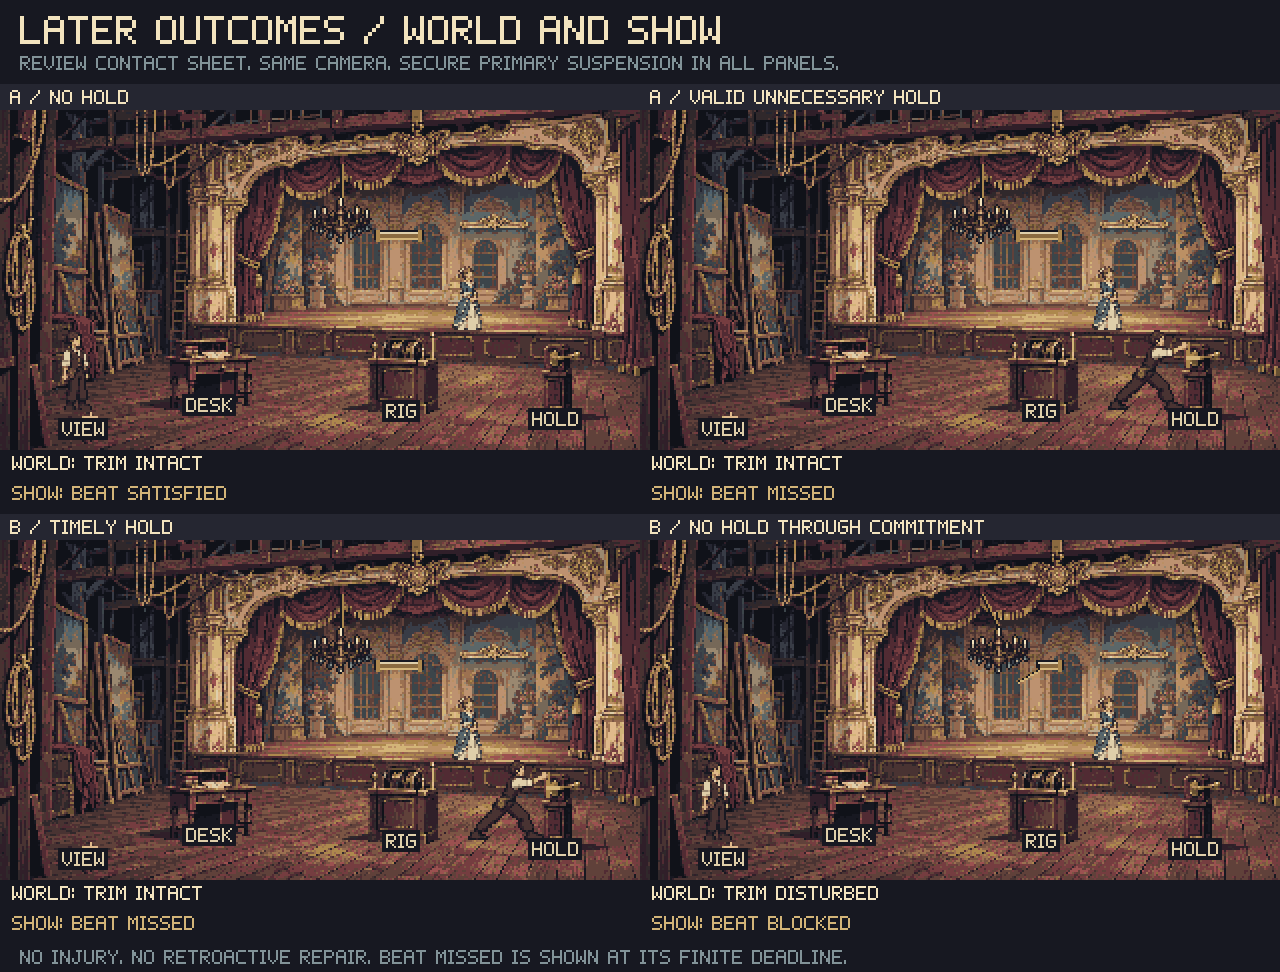 LATER OUTCOMES / WORLD AND SHOW
REVIEW CONTACT SHEET. SAME CAMERA. SECURE PRIMARY SUSPENSION IN ALL PANELS.
A / NO HOLD
DESK
RIG
HOLD
VIEW
WORLD: TRIM INTACT
SHOW: BEAT SATISFIED
A / VALID UNNECESSARY HOLD
DESK
RIG
HOLD
VIEW
WORLD: TRIM INTACT
SHOW: BEAT MISSED
B / TIMELY HOLD
DESK
RIG
HOLD
VIEW
WORLD: TRIM INTACT
SHOW: BEAT MISSED
B / NO HOLD THROUGH COMMITMENT
DESK
RIG
HOLD
VIEW
WORLD: TRIM DISTURBED
SHOW: BEAT BLOCKED
NO INJURY. NO RETROACTIVE REPAIR. BEAT MISSED IS SHOWN AT ITS FINITE DEADLINE.